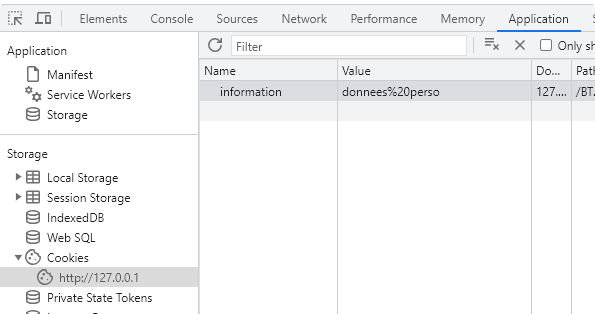 Elements Console Sources Network Performance Memory Application
Application
Manifest
Service Workers
Storage
Storage
Local Storage
Session Storage
IndexedDB
Web SQL
Cookies
http://127.0.0.1
Private State Tokens
Filter Only sh
Name Value Do... Path
information donnees%20perso 127.... /BT.